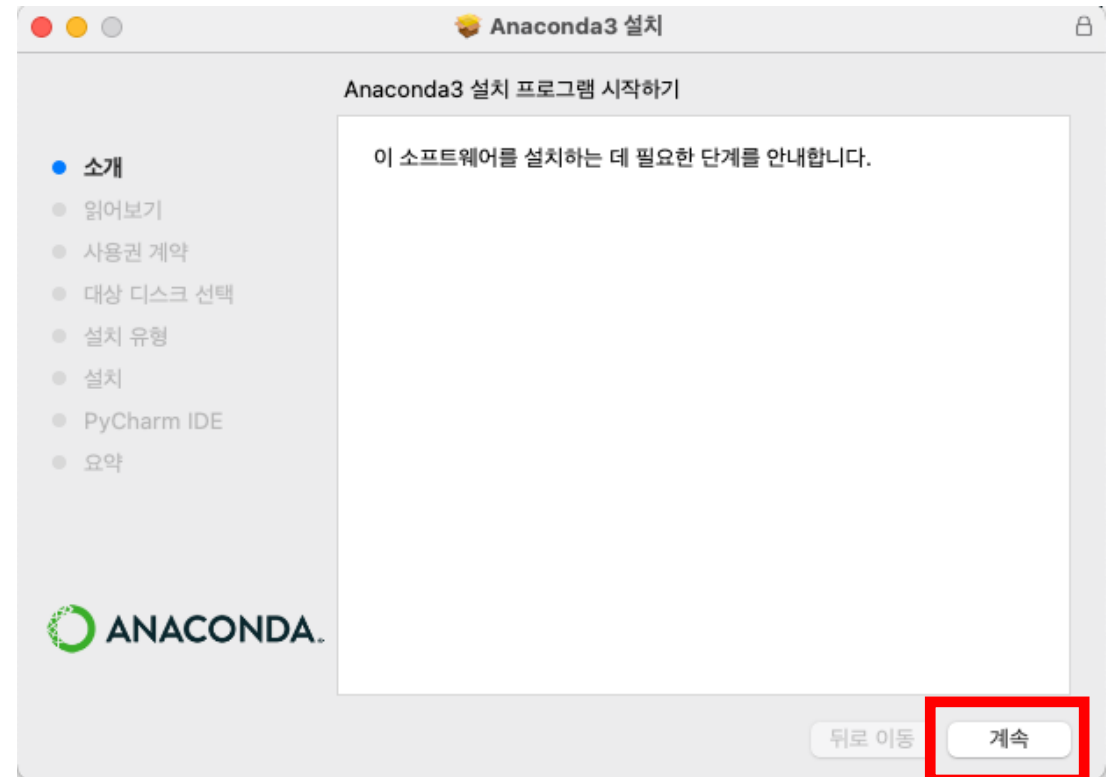 Anaconda3 설치
Anaconda3 설치 프로그램 시작하기
이 소프트웨어를 설치하는 데 필요한 단계를 안내합니다.
소개
읽어보기
사용권 계약
대상 디스크 선택
설치 유형
설치
PyCharm IDE
요약
ANACONDA.
뒤로 이동
계속